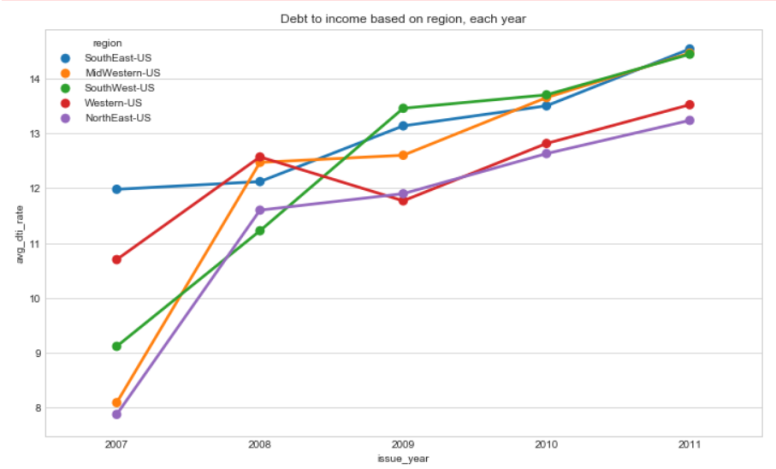 Debt to income based on region, each year
region
SouthEast-US
MidWestern-US
SouthWest-US
Western-US
NorthEast-US
avg_dti_rate
14
13
12
11
10
9
8
2007 2008 2009 2010 2011
issue_year